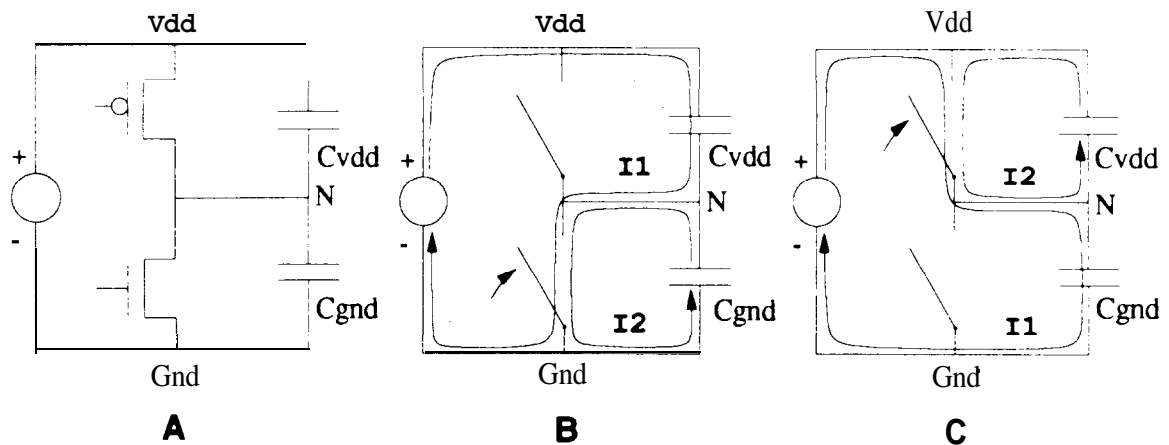 Vdd
+
-
Cvdd
N
Cgnd
Gnd
A
Vdd
+
-
I1
Cvdd
N
I2
Cgnd
Gnd
B
Vdd
+
-
I2
Cvdd
N
I1
Cgnd
Gnd
C